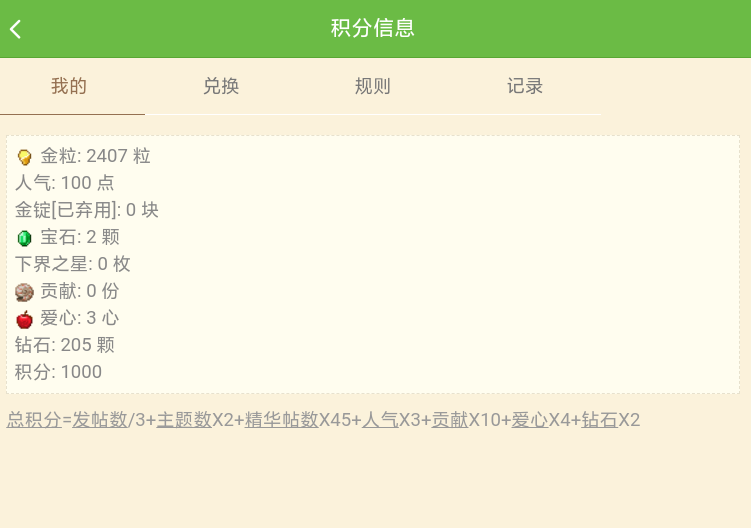 积分信息
我的 兑换 规则 记录
金粒: 2407 粒
人气: 100 点
金锭[已弃用]: 0 块
宝石: 2 颗
下界之星: 0 枚
贡献: 0 份
爱心: 3 心
钻石: 205 颗
积分: 1000
总积分=发帖数/3+主题数X2+精华帖数X45+人气X3+贡献X10+爱心X4+钻石X2